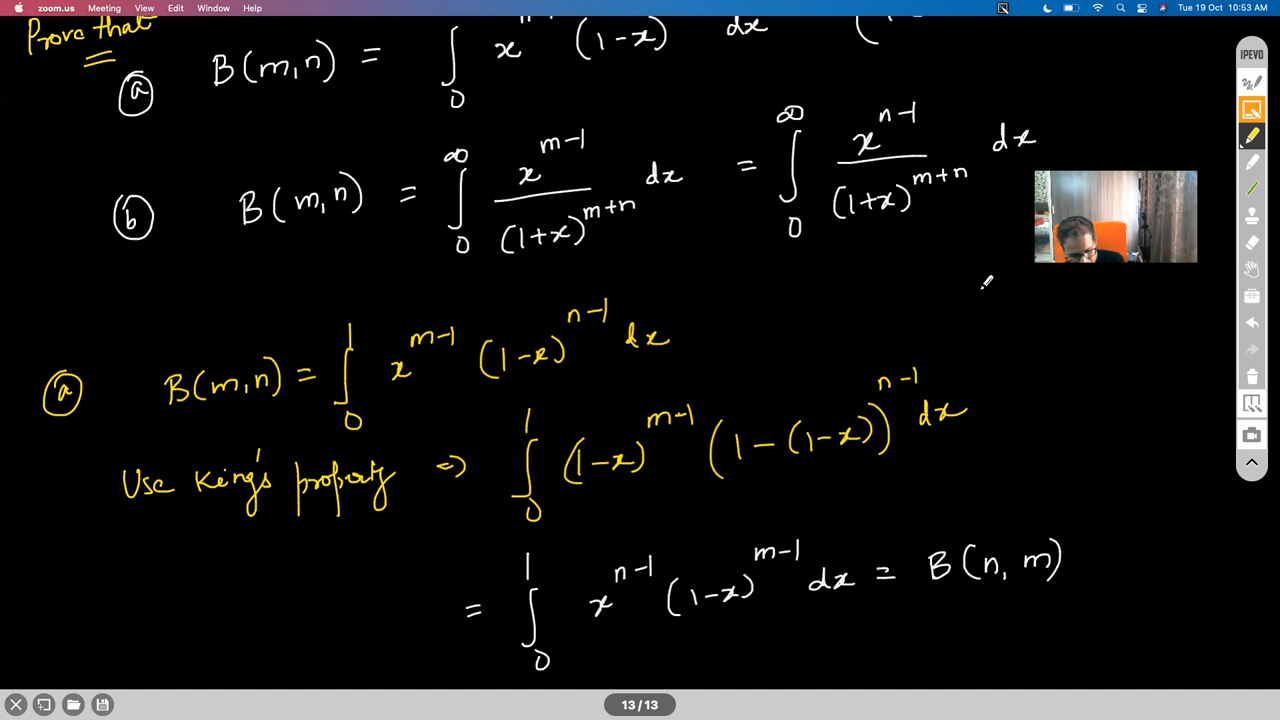 zoom.us Meeting View Edit Window Help Tue 19 Oct 10:53 AM
Prove that
(a) B(m,n) = ∫₀ x (1-x) dx
(b) B(m,n) = ∫₀^∞ x^(m-1) / (1+x)^(m+n) dx = ∫₀^∞ x^(n-1) / (1+x)^(m+n) dx
(a) B(m,n) = ∫₀¹ x^(m-1) (1-x)^(n-1) dx
Use King's property ⇒ ∫₀¹ (1-x)^(m-1) (1-(1-x))^(n-1) dx
= ∫₀¹ x^(n-1) (1-x)^(m-1) dx = B(n, m)
IPEVO
13/13